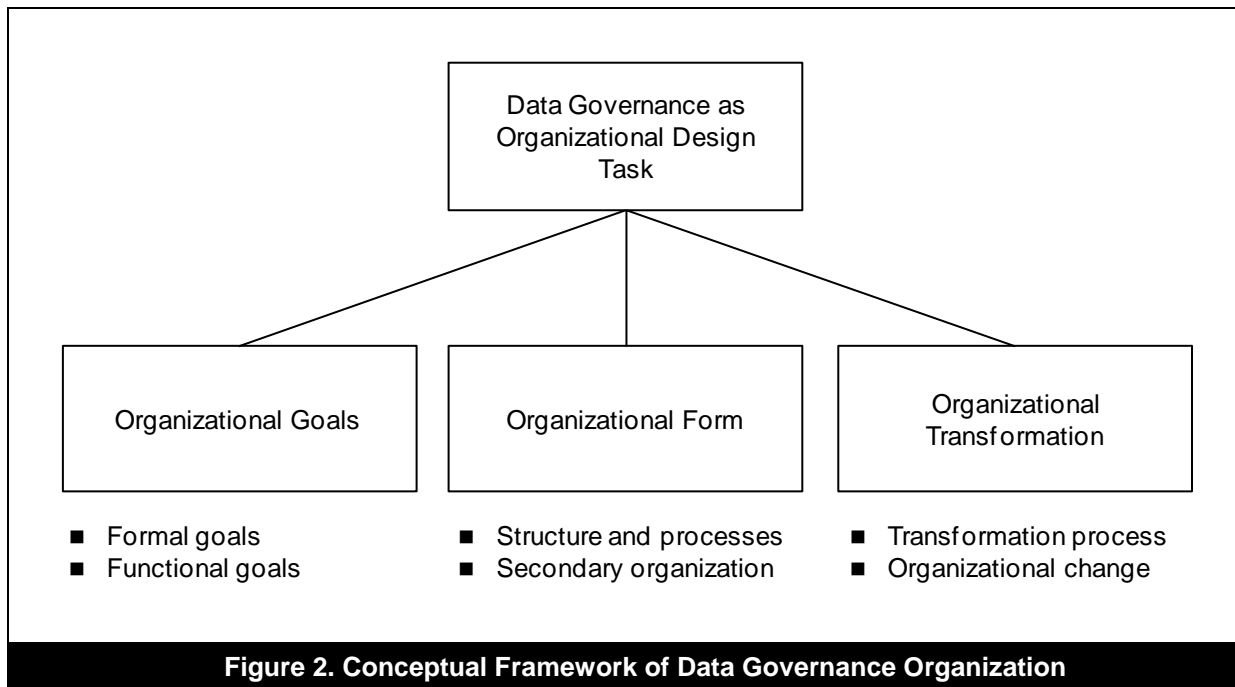 Data Governance as
Organizational Design
Task
Organizational Goals
Organizational Form
Organizational
Transformation
■ Formal goals
■ Functional goals
■ Structure and processes
■ Secondary organization
■ Transformation process
■ Organizational change
Figure 2. Conceptual Framework of Data Governance Organization